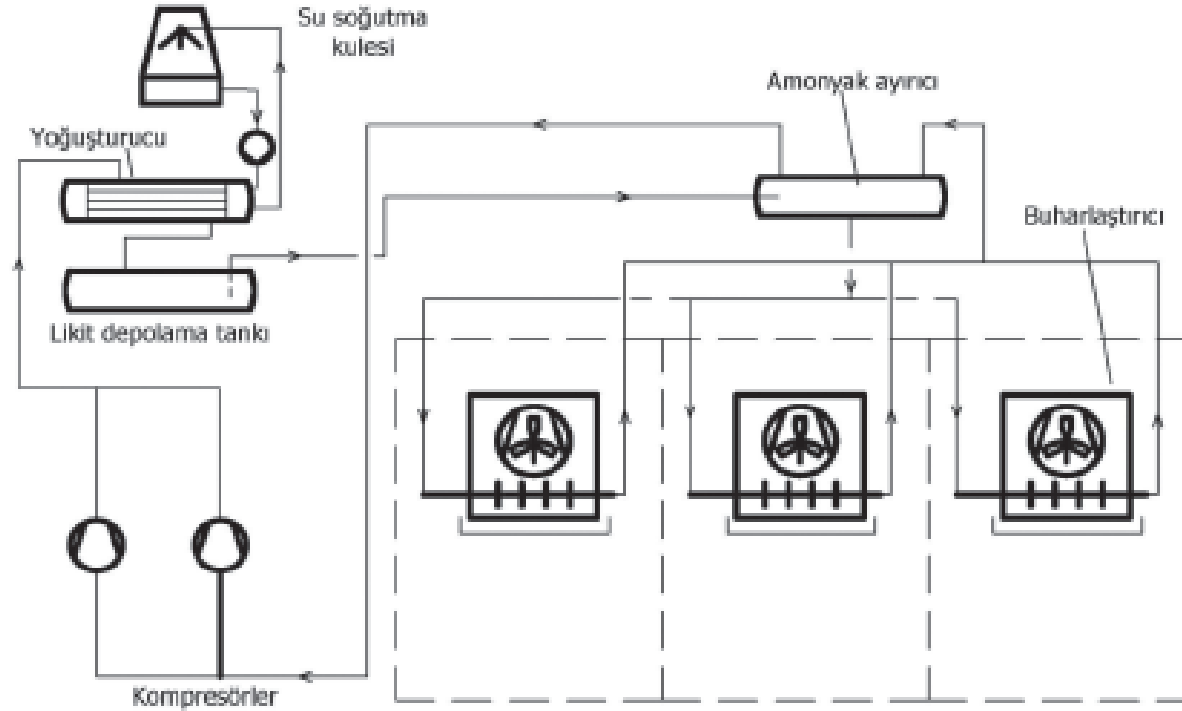 Su soğutma
kulesi
Amonyak ayırıcı
Yoğuşturucu
Buharlaştırıcı
Likit depolama tankı
Kompresörler